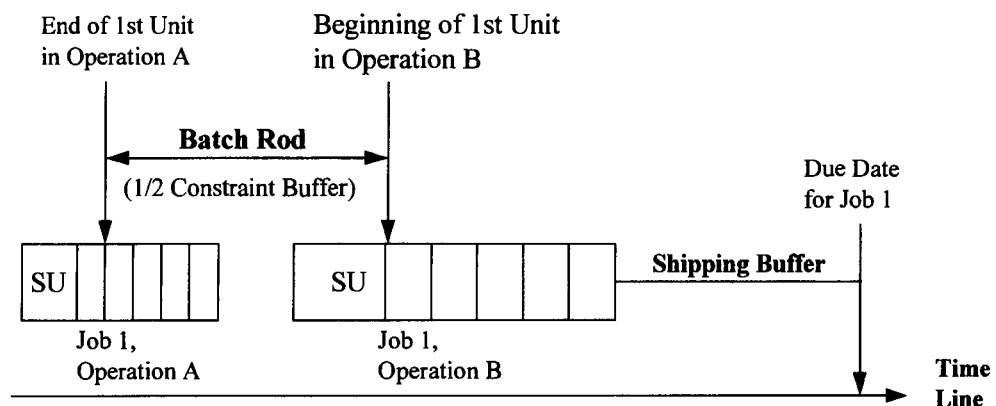 End of 1st Unit
in Operation A
Beginning of 1st Unit
in Operation B
Batch Rod
(1/2 Constraint Buffer)
Due Date
for Job 1
SU
SU
Shipping Buffer
Job 1,
Operation A
Job 1,
Operation B
Time
Line